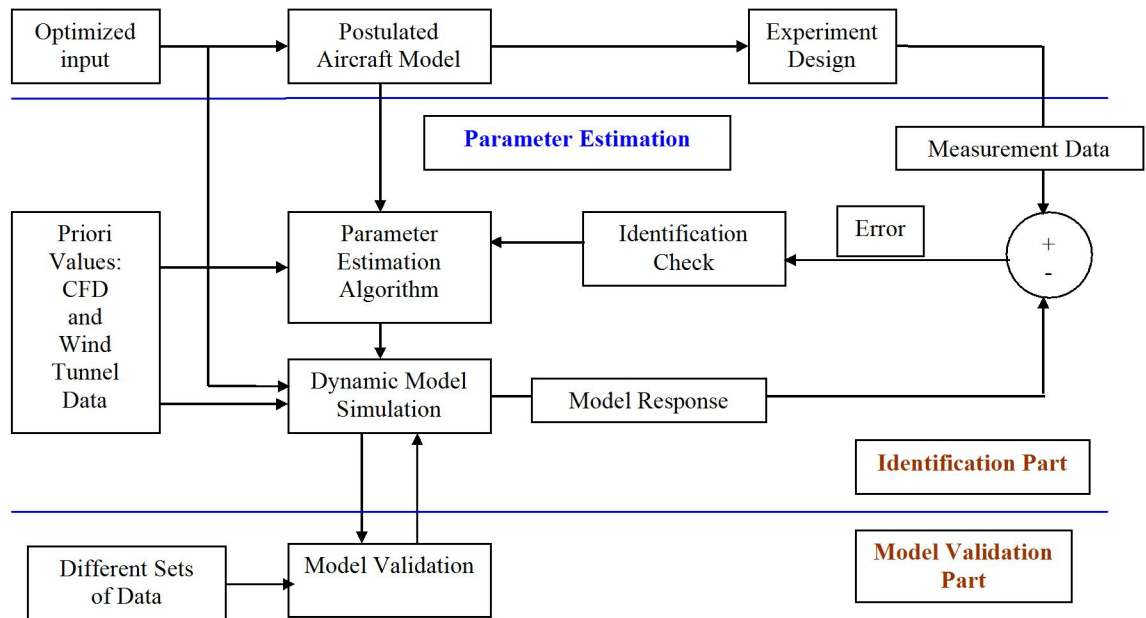 Optimized
input
Postulated
Aircraft Model
Experiment
Design
Parameter Estimation
Measurement Data
Priori
Values:
CFD
and
Wind
Tunnel
Data
Parameter
Estimation
Algorithm
Identification
Check
Error
+
-
Dynamic Model
Simulation
Model Response
Identification Part
Different Sets
of Data
Model Validation
Model Validation
Part